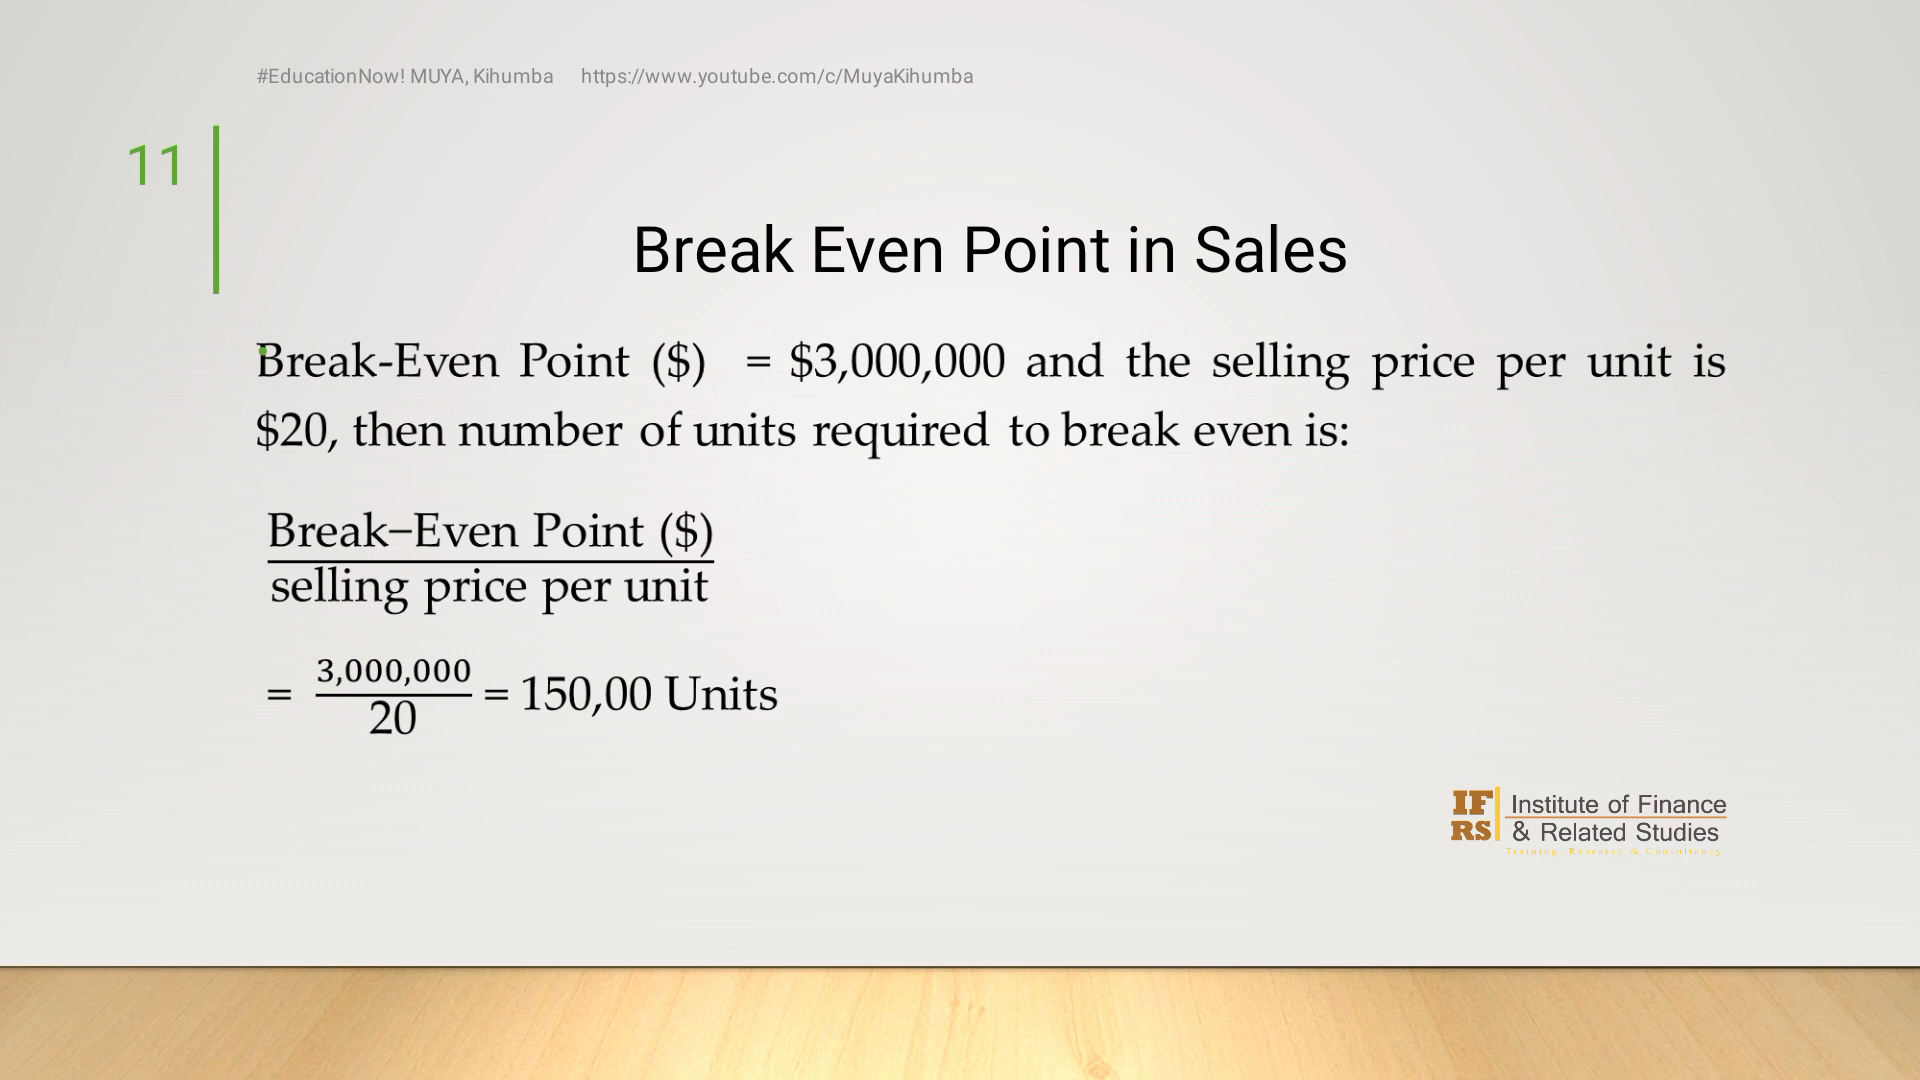 #EducationNow! MUYA, Kihumba https://www.youtube.com/c/MuyaKihumba
11
Break Even Point in Sales
Break-Even Point ($) = $3,000,000 and the selling price per unit is
$20, then number of units required to break even is:
Break–Even Point ($)
selling price per unit
= 3,000,000 / 20 = 150,00 Units
IF
RS
Institute of Finance
& Related Studies
Training, Research & Consultancy